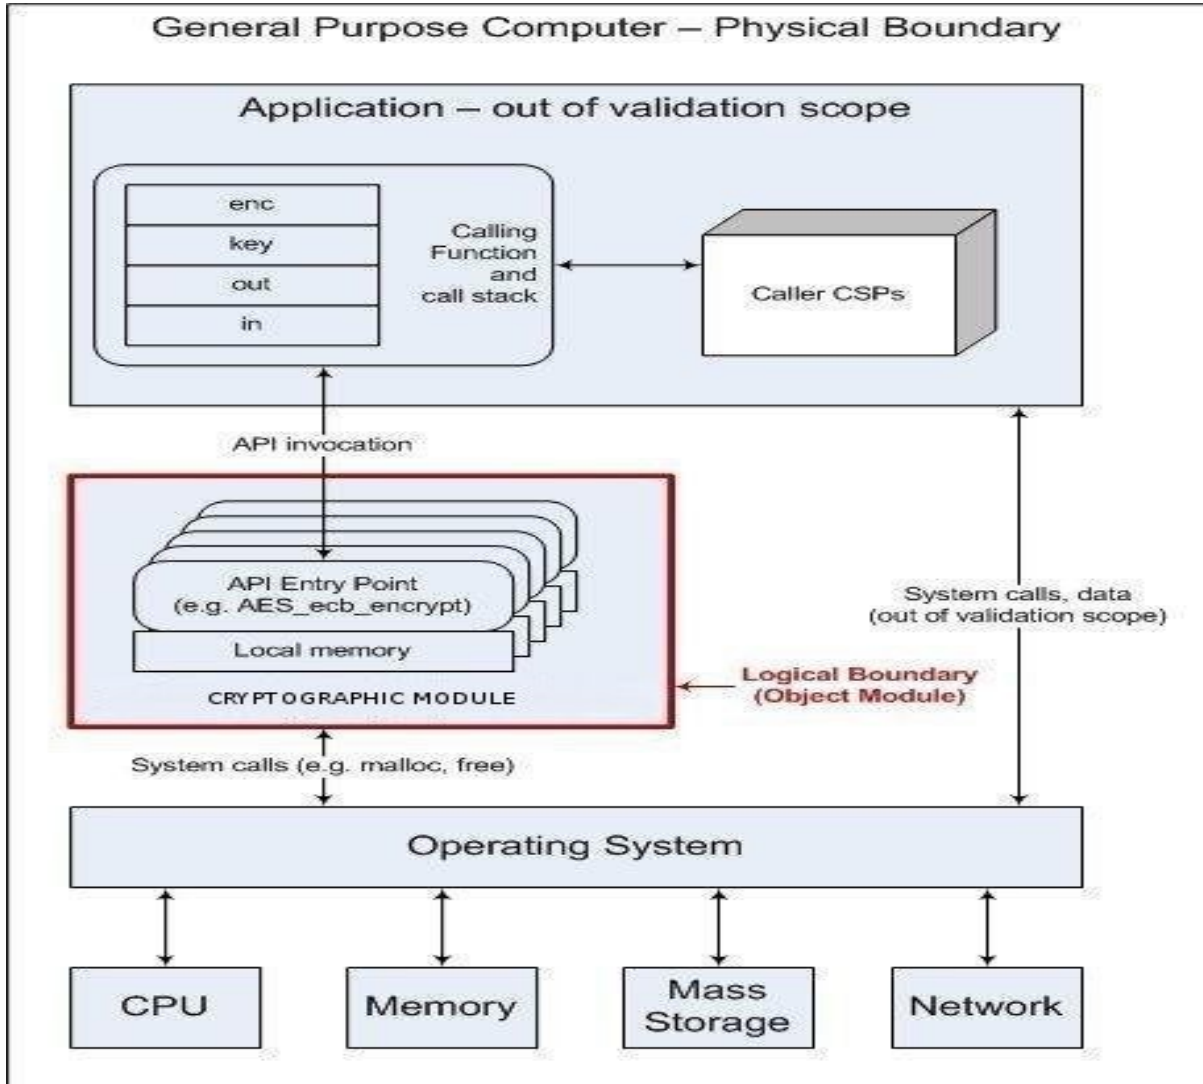 General Purpose Computer – Physical Boundary
Application – out of validation scope
enc
key
out
in
Calling
Function
and
call stack
Caller CSPs
API invocation
API Entry Point
(e.g. AES_ecb_encrypt)
Local memory
CRYPTOGRAPHIC MODULE
Logical Boundary
(Object Module)
System calls, data
(out of validation scope)
System calls (e.g. malloc, free)
Operating System
CPU
Memory
Mass
Storage
Network